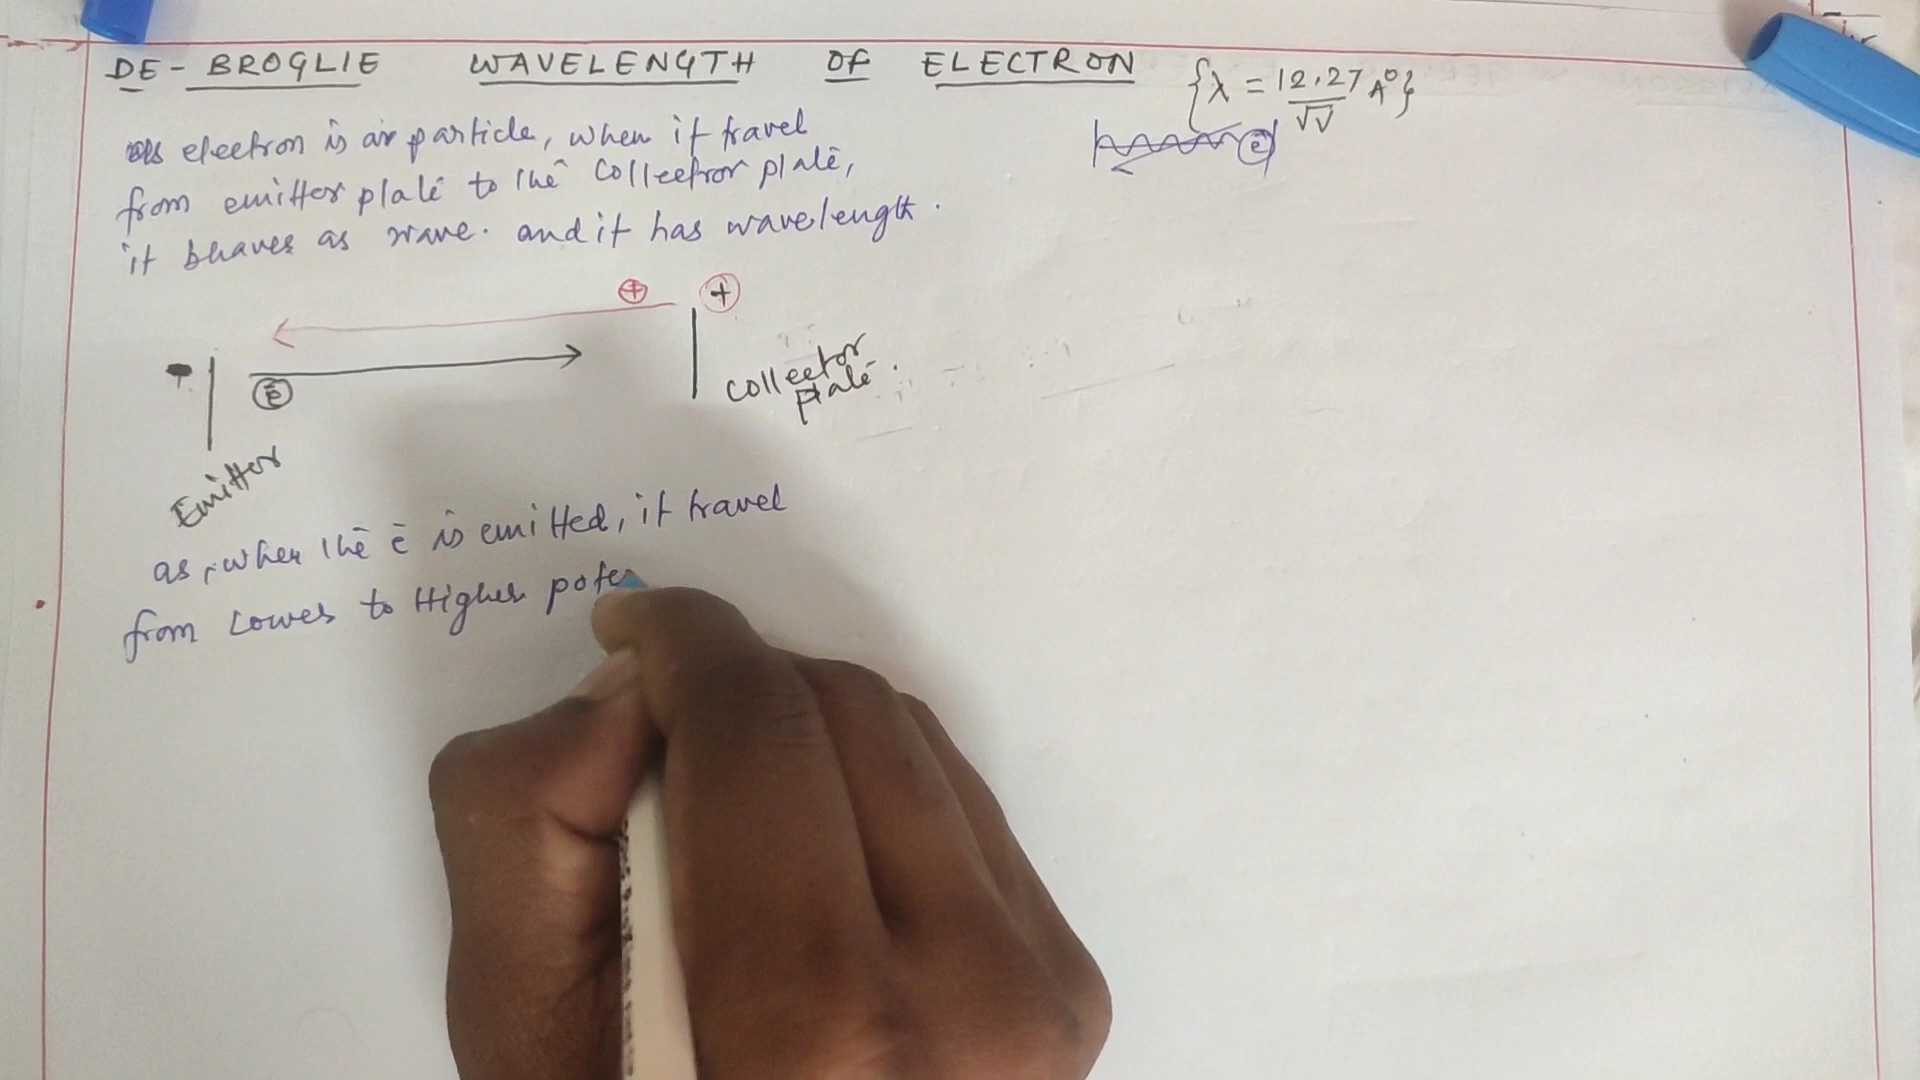 DE-BROGLIE WAVELENGTH OF ELECTRON {λ = 12.27/√V A°}
as electron is a particle, when it travel
from emitter plate to the collector plate,
it bhaves as wave. and it has wavelength.
e
+ +
-
e
collector
plate.
Emitter
as, when the e is emitted, it travel
from Lower to Higher pote